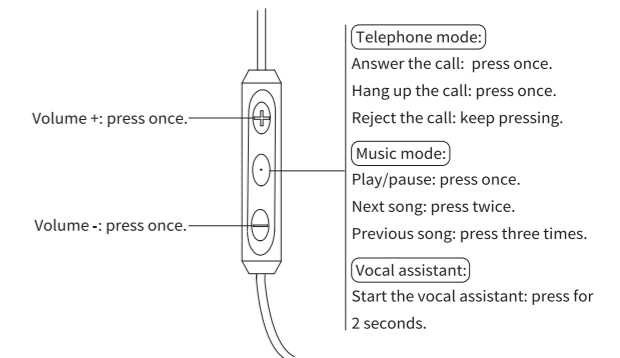 Volume +: press once.
Volume -: press once.
Telephone mode:
Answer the call:  press once.
Hang up the call: press once.
Reject the call: keep pressing.
Music mode:
Play/pause: press once.
Next song: press twice.
Previous song: press three times.
Vocal assistant:
Start the vocal assistant: press for
2 seconds.